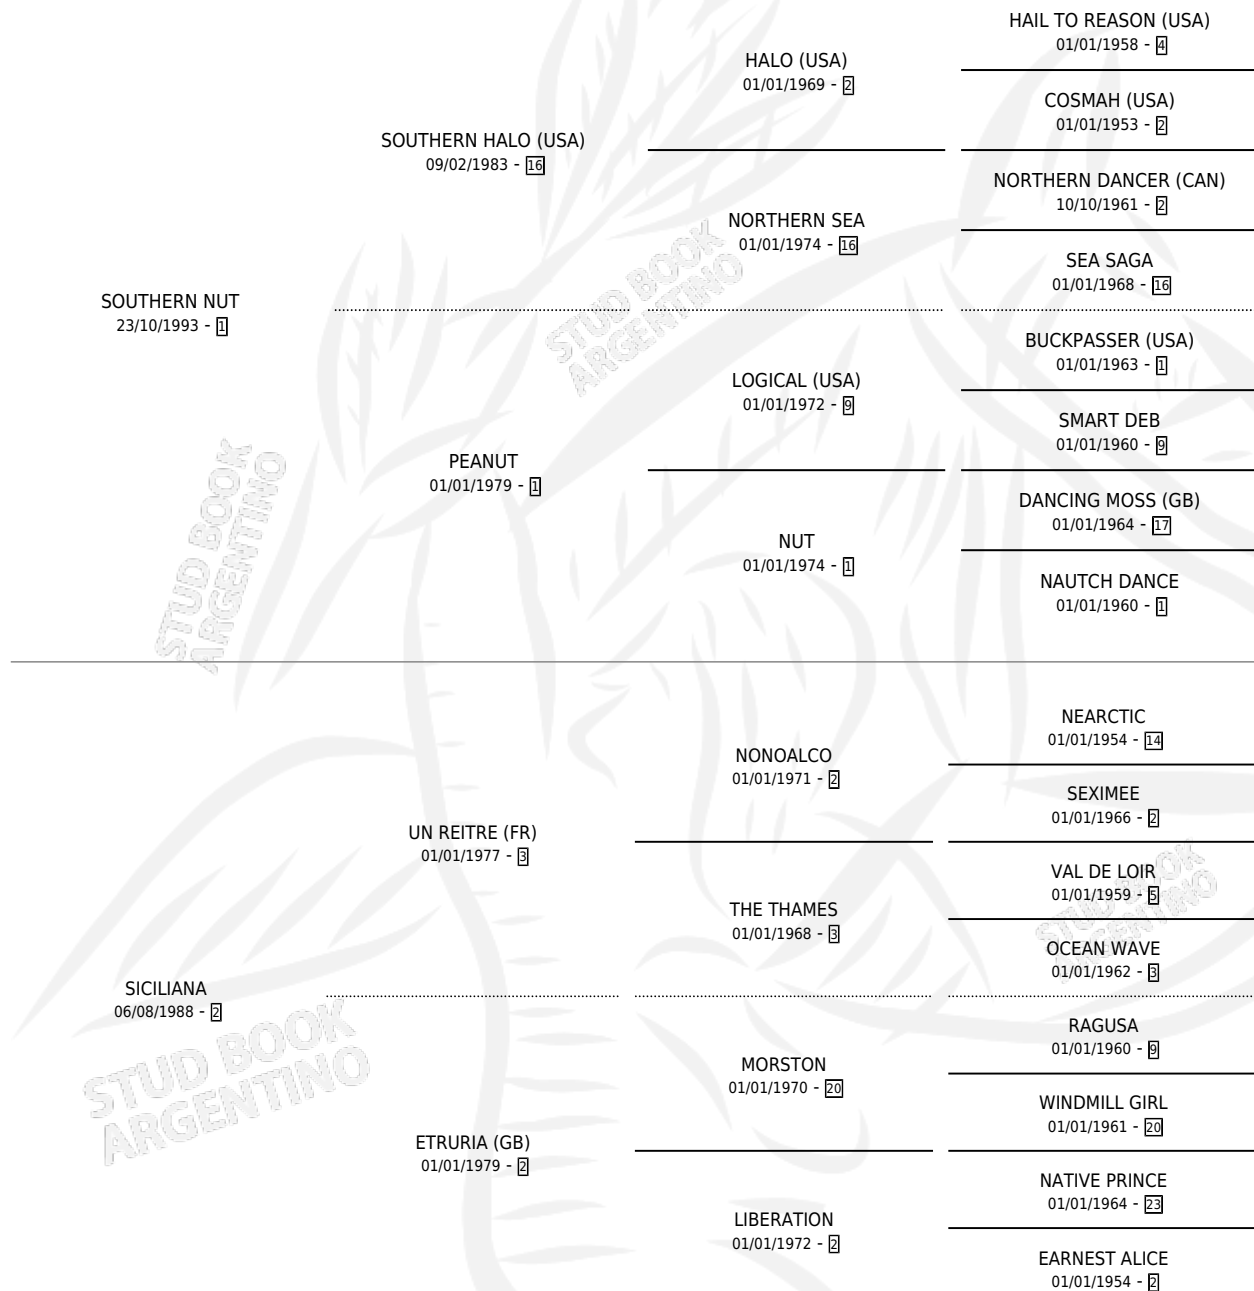 HAIL TO REASON (USA)
01/01/1958 - 4
HALO (USA)
01/01/1969 - 2
COSMAH (USA)
01/01/1953 - 2
SOUTHERN HALO (USA)
09/02/1983 - 16
NORTHERN DANCER (CAN)
10/10/1961 - 2
NORTHERN SEA
01/01/1974 - 16
SEA SAGA
01/01/1968 - 16
SOUTHERN NUT
23/10/1993 - 1
BUCKPASSER (USA)
01/01/1963 - 1
LOGICAL (USA)
01/01/1972 - 9
SMART DEB
01/01/1960 - 9
PEANUT
01/01/1979 - 1
DANCING MOSS (GB)
01/01/1964 - 17
NUT
01/01/1974 - 1
NAUTCH DANCE
01/01/1960 - 1
NEARCTIC
01/01/1954 - 14
NONOALCO
01/01/1971 - 2
SEXIMEE
01/01/1966 - 2
UN REITRE (FR)
01/01/1977 - 3
VAL DE LOIR
01/01/1959 - 5
THE THAMES
01/01/1968 - 3
OCEAN WAVE
01/01/1962 - 3
SICILIANA
06/08/1988 - 2
RAGUSA
01/01/1960 - 9
MORSTON
01/01/1970 - 20
WINDMILL GIRL
01/01/1961 - 20
ETRURIA (GB)
01/01/1979 - 2
NATIVE PRINCE
01/01/1964 - 23
LIBERATION
01/01/1972 - 2
EARNEST ALICE
01/01/1954 - 2
STUD BOOK
ARGENTINO
STUD BOOK
ARGENTINO
STUD BOOK
ARGENTINO
STUD BOOK
ARGENTINO